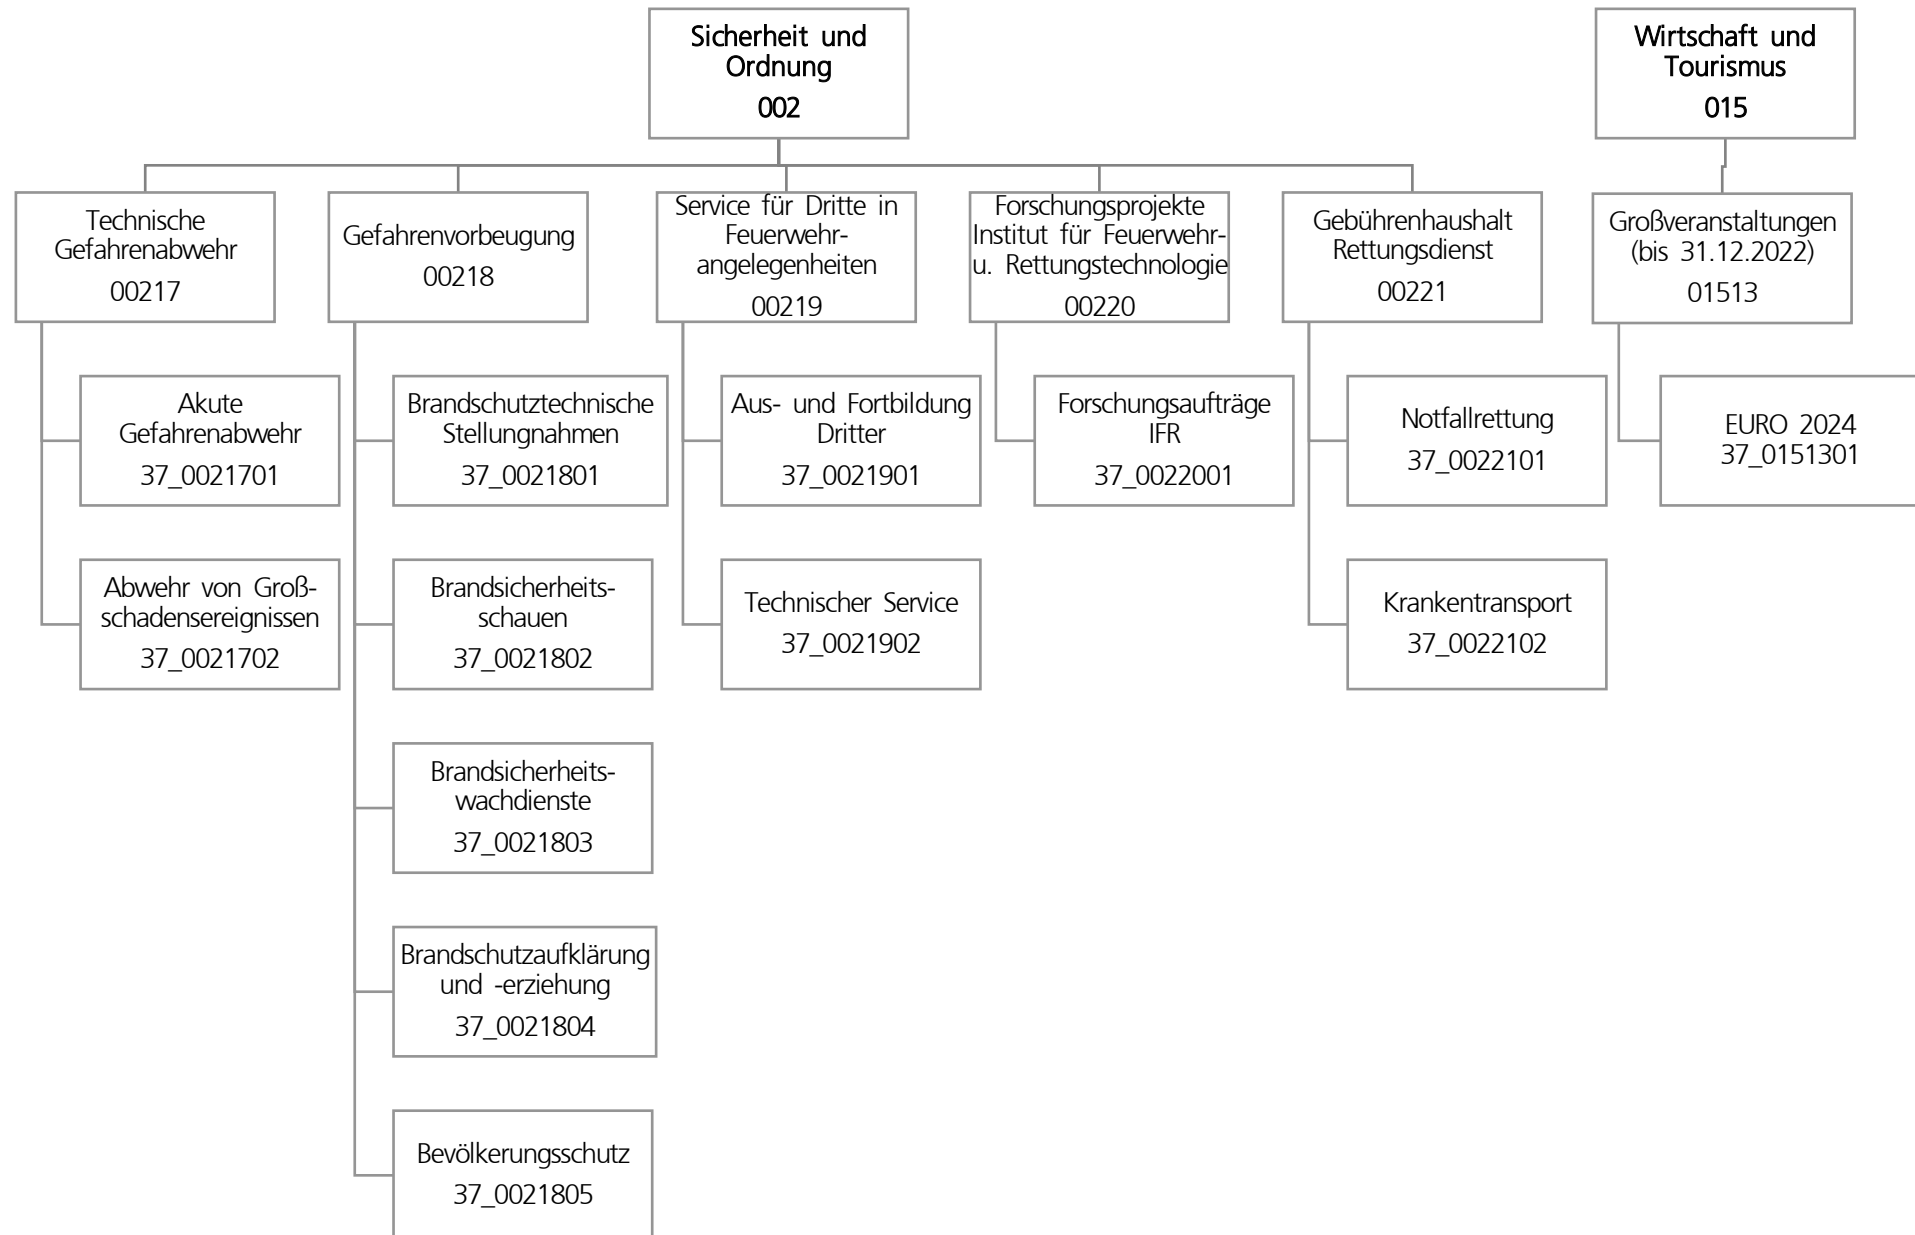 Sicherheit und
Ordnung
002
Wirtschaft und
Tourismus
015
Technische
Gefahrenabwehr
00217
Gefahrenvorbeugung
00218
Service für Dritte in
Feuerwehr-
angelegenheiten
00219
Forschungsprojekte
Institut für Feuerwehr-
u. Rettungstechnologie
00220
Gebührenhaushalt
Rettungsdienst
00221
Großveranstaltungen
(bis 31.12.2022)
01513
Akute
Gefahrenabwehr
37_0021701
Brandschutztechnische
Stellungnahmen
37_0021801
Aus- und Fortbildung
Dritter
37_0021901
Forschungsaufträge
IFR
37_0022001
Notfallrettung
37_0022101
EURO 2024
37_0151301
Abwehr von Groß-
schadensereignissen
37_0021702
Brandsicherheits-
schauen
37_0021802
Technischer Service
37_0021902
Krankentransport
37_0022102
Brandsicherheits-
wachdienste
37_0021803
Brandschutzaufklärung
und -erziehung
37_0021804
Bevölkerungsschutz
37_0021805